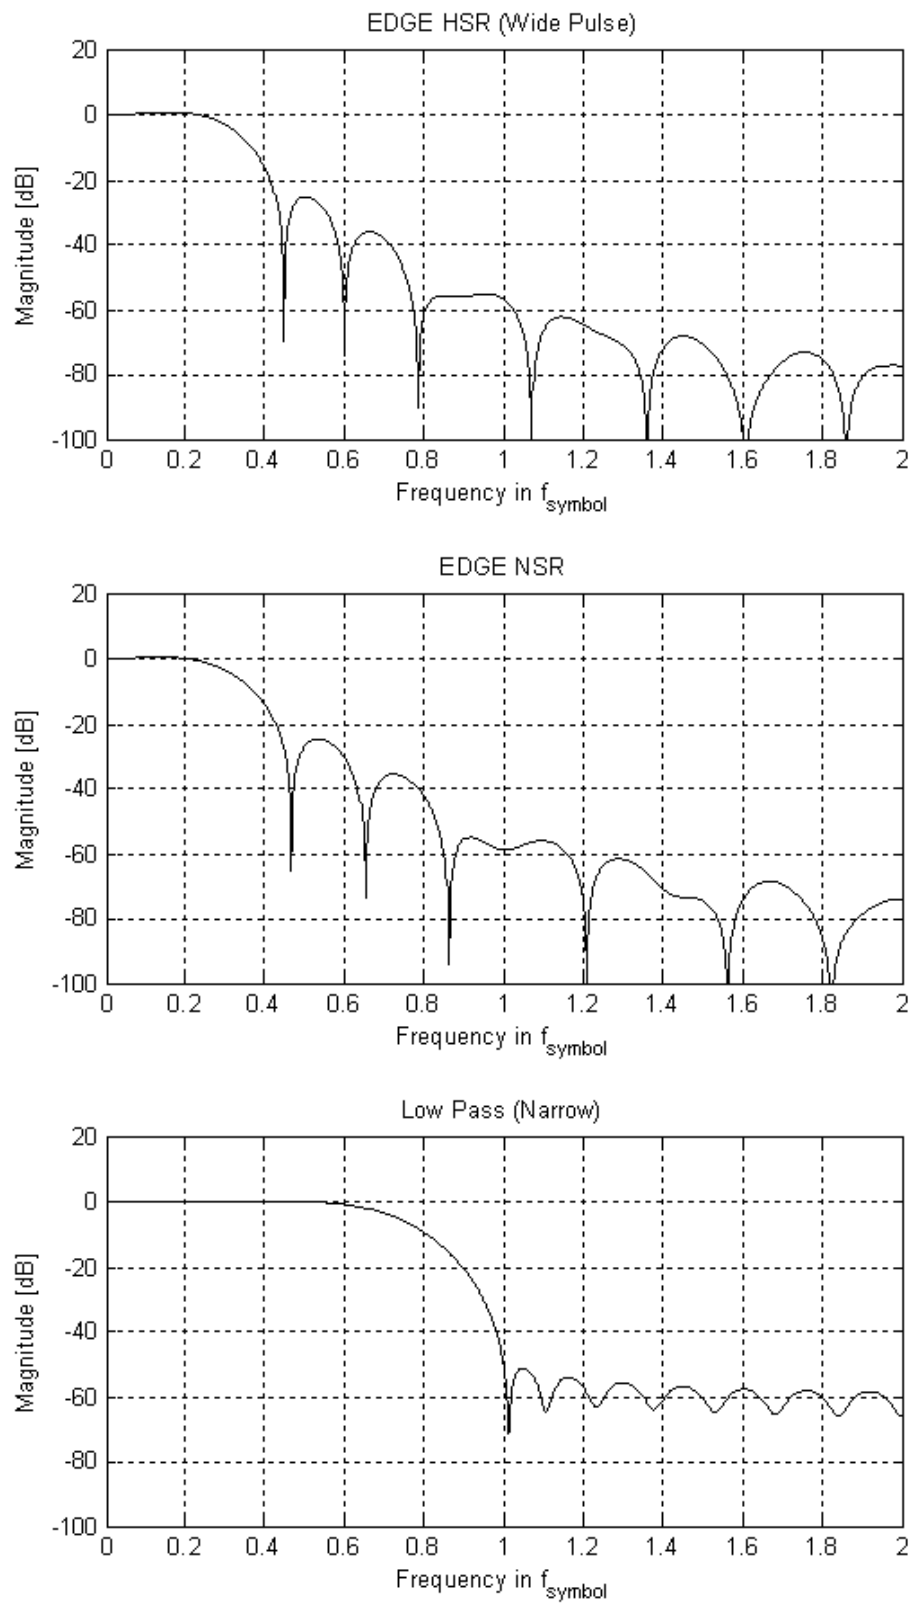 EDGE HSR (Wide Pulse)
20
0
-20
-40
-60
-80
-100
Magnitude [dB]
0 0.2 0.4 0.6 0.8 1 1.2 1.4 1.6 1.8 2
Frequency in f_symbol
EDGE NSR
20
0
-20
-40
-60
-80
-100
Magnitude [dB]
0 0.2 0.4 0.6 0.8 1 1.2 1.4 1.6 1.8 2
Frequency in f_symbol
Low Pass (Narrow)
20
0
-20
-40
-60
-80
-100
Magnitude [dB]
0 0.2 0.4 0.6 0.8 1 1.2 1.4 1.6 1.8 2
Frequency in f_symbol